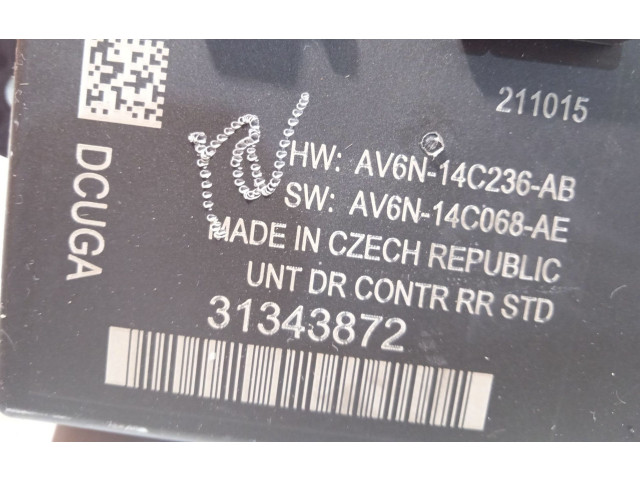 211015
DCUGA
HW: AV6N-14C236-AB
SW: AV6N-14C068-AE
MADE IN CZECH REPUBLIC
UNT DR CONTR RR STD
31343872